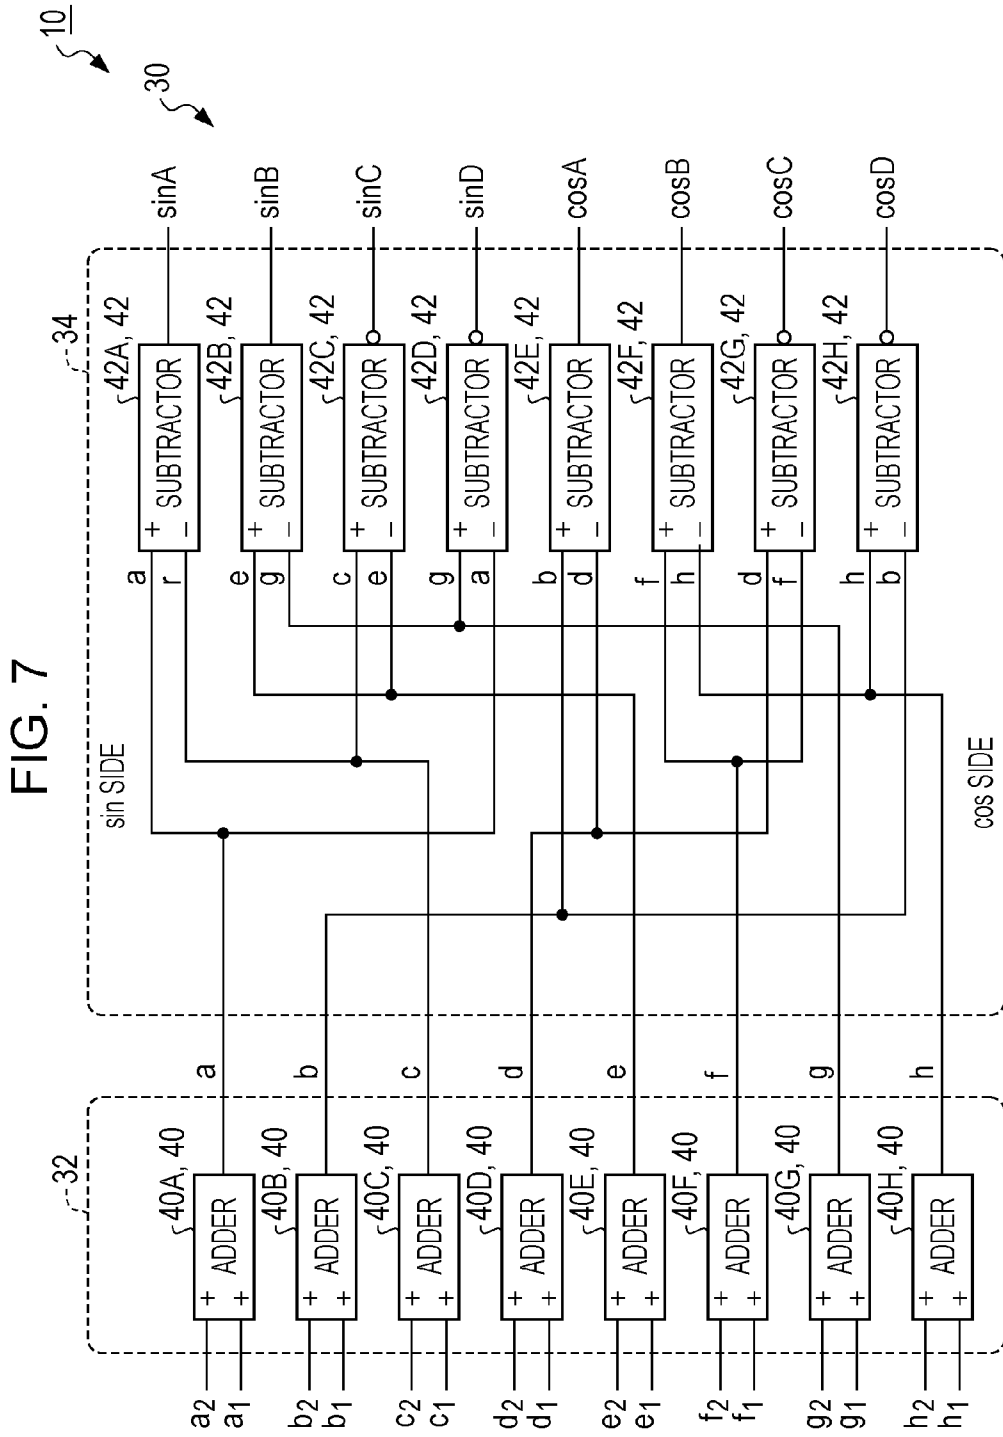 FIG. 7
10
30
32
34
sin SIDE
cos SIDE
a2
a1
+
+
ADDER
40A, 40
a
b2
b1
+
+
ADDER
40B, 40
b
c2
c1
+
+
ADDER
40C, 40
c
d2
d1
+
+
ADDER
40D, 40
d
e2
e1
+
+
ADDER
40E, 40
e
f2
f1
+
+
ADDER
40F, 40
f
g2
g1
+
+
ADDER
40G, 40
g
h2
h1
+
+
ADDER
40H, 40
h
a
r
+
−
SUBTRACTOR
42A, 42
sinA
e
g
+
−
SUBTRACTOR
42B, 42
sinB
c
e
+
−
SUBTRACTOR
42C, 42
sinC
g
a
+
−
SUBTRACTOR
42D, 42
sinD
b
d
+
−
SUBTRACTOR
42E, 42
cosA
f
h
+
−
SUBTRACTOR
42F, 42
cosB
d
f
+
−
SUBTRACTOR
42G, 42
cosC
h
b
+
−
SUBTRACTOR
42H, 42
cosD